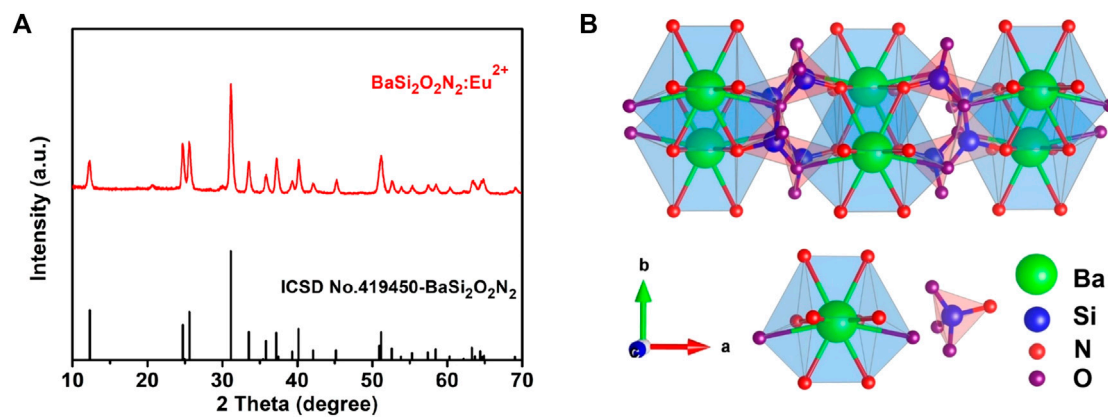 A
BaSi₂O₂N₂:Eu²⁺
ICSD No.419450-BaSi₂O₂N₂
Intensity (a.u.)
10 20 30 40 50 60 70
2 Theta (degree)
B
b
c
a
Ba
Si
N
O